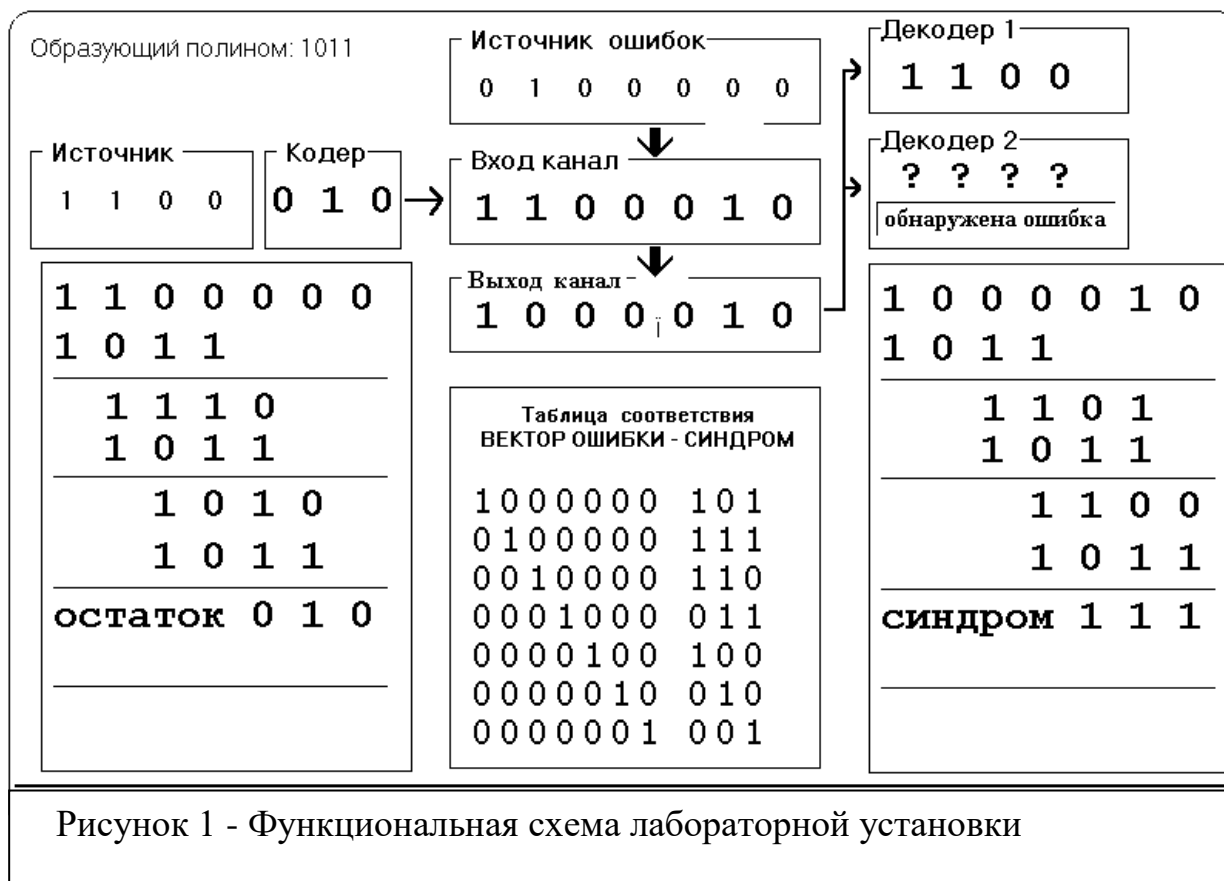 Образующий полином: 1011
Источник ошибок
0 1 0 0 0 0 0
Декодер 1
1 1 0 0
Источник
1 1 0 0
Кодер
0 1 0
Вход канал
1 1 0 0 0 1 0
Декодер 2
? ? ? ?
обнаружена ошибка
Выход канал
1 0 0 0 0 1 0
1 1 0 0 0 0 0
1 0 1 1
1 1 1 0
1 0 1 1
1 0 1 0
1 0 1 1
остаток 0 1 0
Таблица соответствия
ВЕКТОР ОШИБКИ - СИНДРОМ
1000000 101
0100000 111
0010000 110
0001000 011
0000100 100
0000010 010
0000001 001
1 0 0 0 0 1 0
1 0 1 1
1 1 0 1
1 0 1 1
1 1 0 0
1 0 1 1
синдром 1 1 1
Рисунок 1 - Функциональная схема лабораторной установки